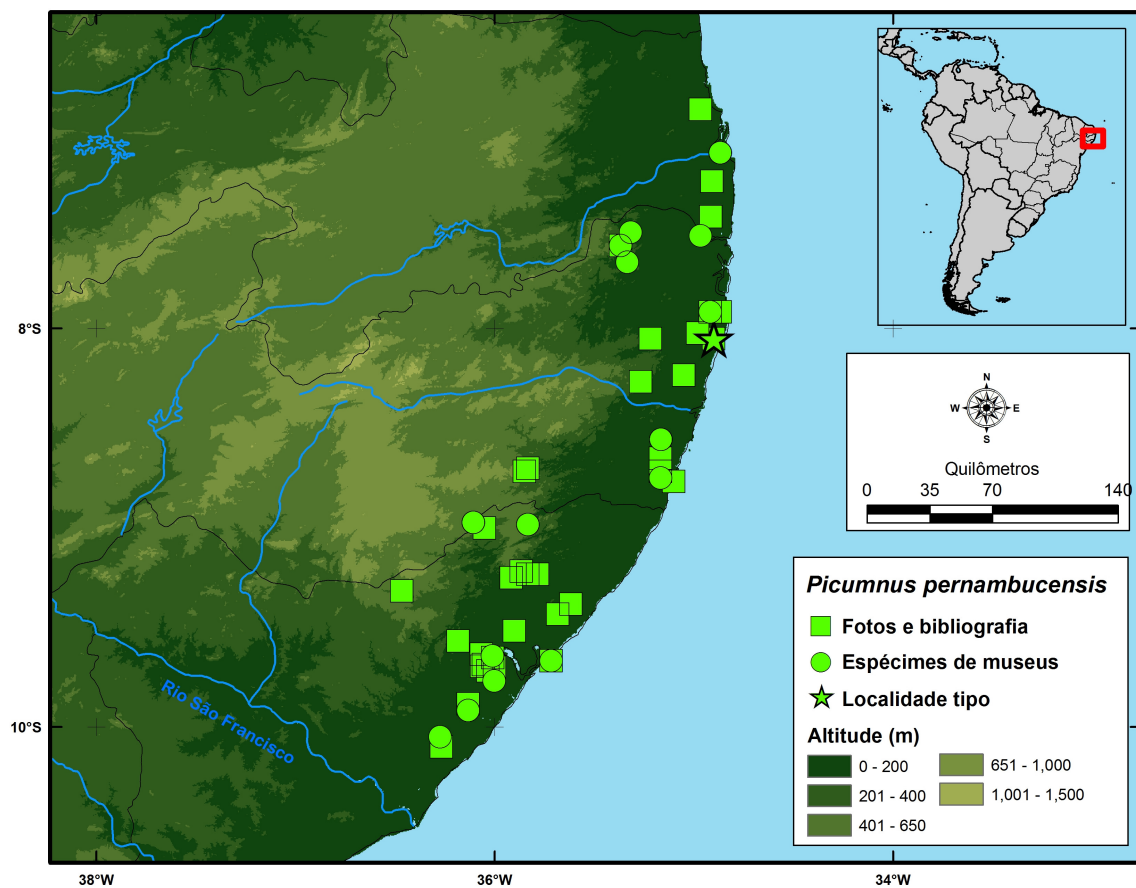 8°S
10°S
38°W
36°W
34°W
Rio São Francisco
N
W
E
S
Quilômetros
0 35 70 140
Picumnus pernambucensis
Fotos e bibliografia
Espécimes de museus
Localidade tipo
Altitude (m)
0 - 200
201 - 400
401 - 650
651 - 1,000
1,001 - 1,500